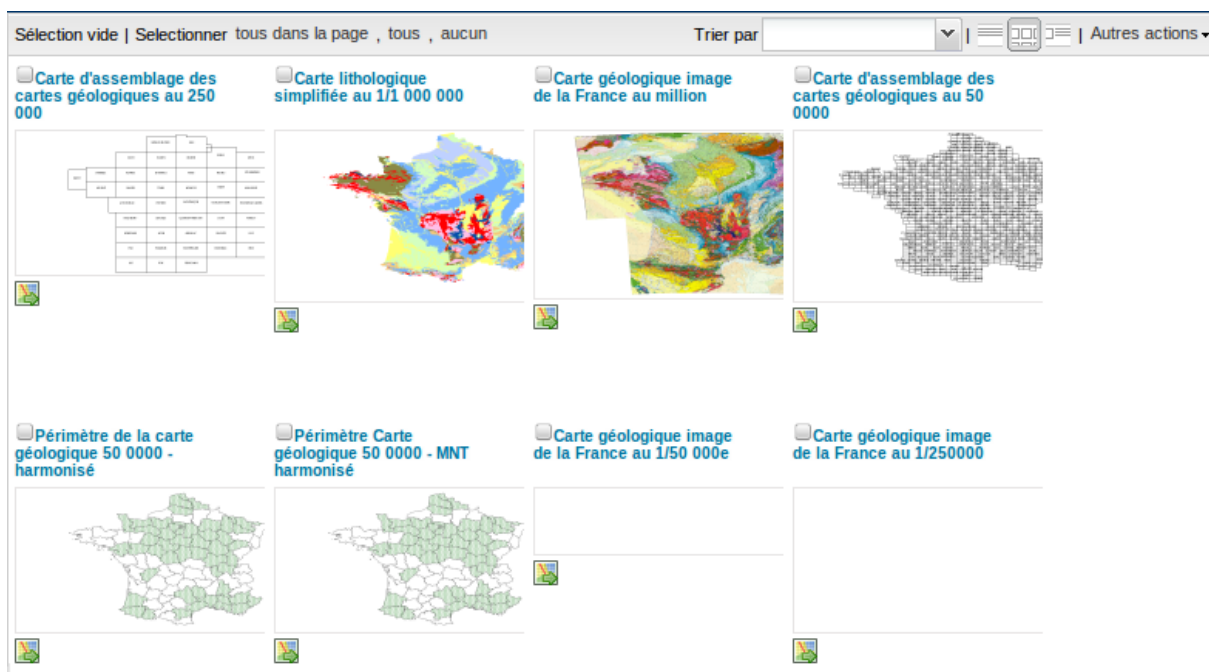 Sélection vide | Selectionner tous dans la page , tous , aucun Trier par | | Autres actions
Carte d'assemblage des
cartes géologiques au 250
000
Carte lithologique
simplifiée au 1/1 000 000
Carte géologique image
de la France au million
Carte d'assemblage des
cartes géologiques au 50
0000
Périmètre de la carte
géologique 50 0000 -
harmonisé
Périmètre Carte
géologique 50 0000 - MNT
harmonisé
Carte géologique image
de la France au 1/50 000e
Carte géologique image
de la France au 1/250000